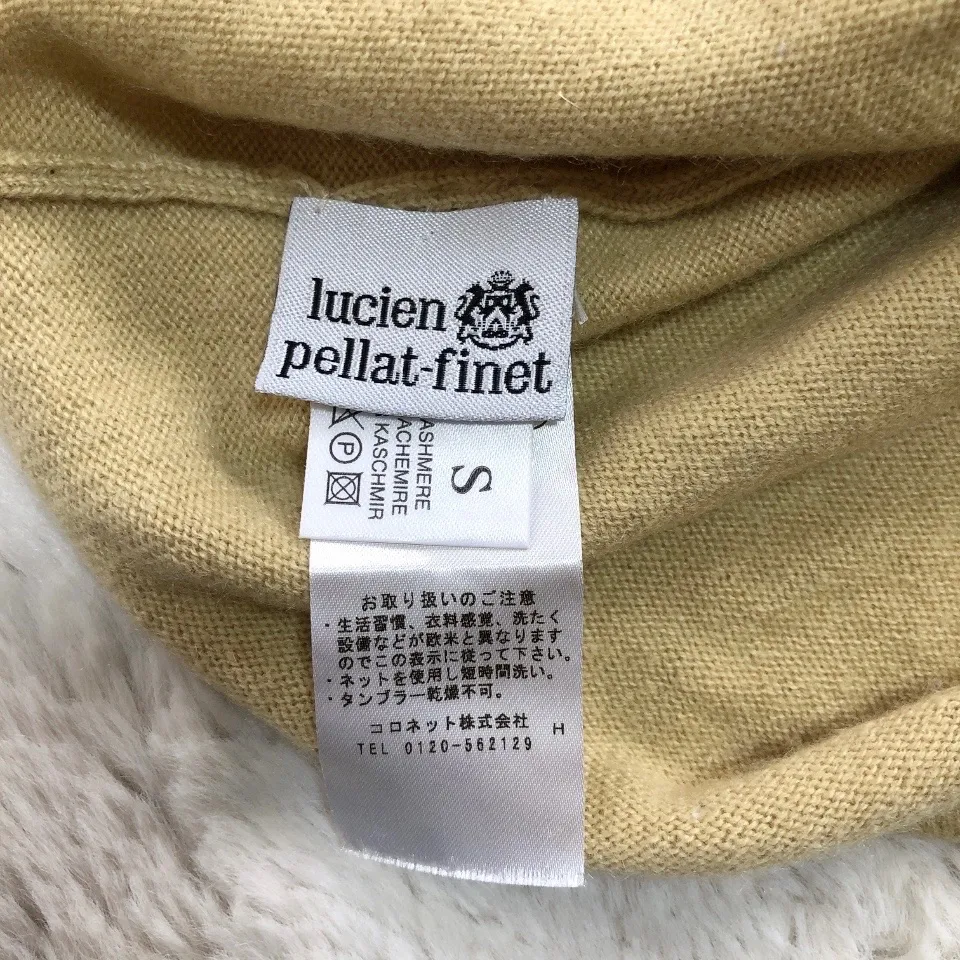 lucien
pellat-finet
S
ASHMERE
ACHEMIRE
KASCHMIR
P
お取り扱いのご注意
・生活習慣、衣料感覚、洗たく
設備などが欧米と異なります
のでこの表示に従って下さい。
・ネットを使用し短時間洗い。
・タンブラー乾燥不可。
コロネット株式会社
H
TEL 0120-562129